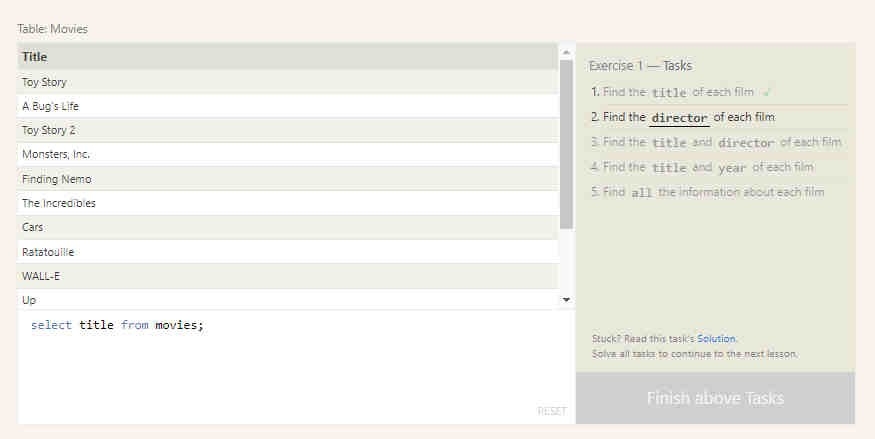 Table: Movies
Title
Toy Story
A Bug's Life
Toy Story 2
Monsters, Inc.
Finding Nemo
The Incredibles
Cars
Ratatouille
WALL-E
Up
select title from movies;
RESET
Exercise 1 — Tasks
1. Find the title of each film ✓
2. Find the director of each film
3. Find the title and director of each film
4. Find the title and year of each film
5. Find all the information about each film
Stuck? Read this task's Solution.
Solve all tasks to continue to the next lesson.
Finish above Tasks